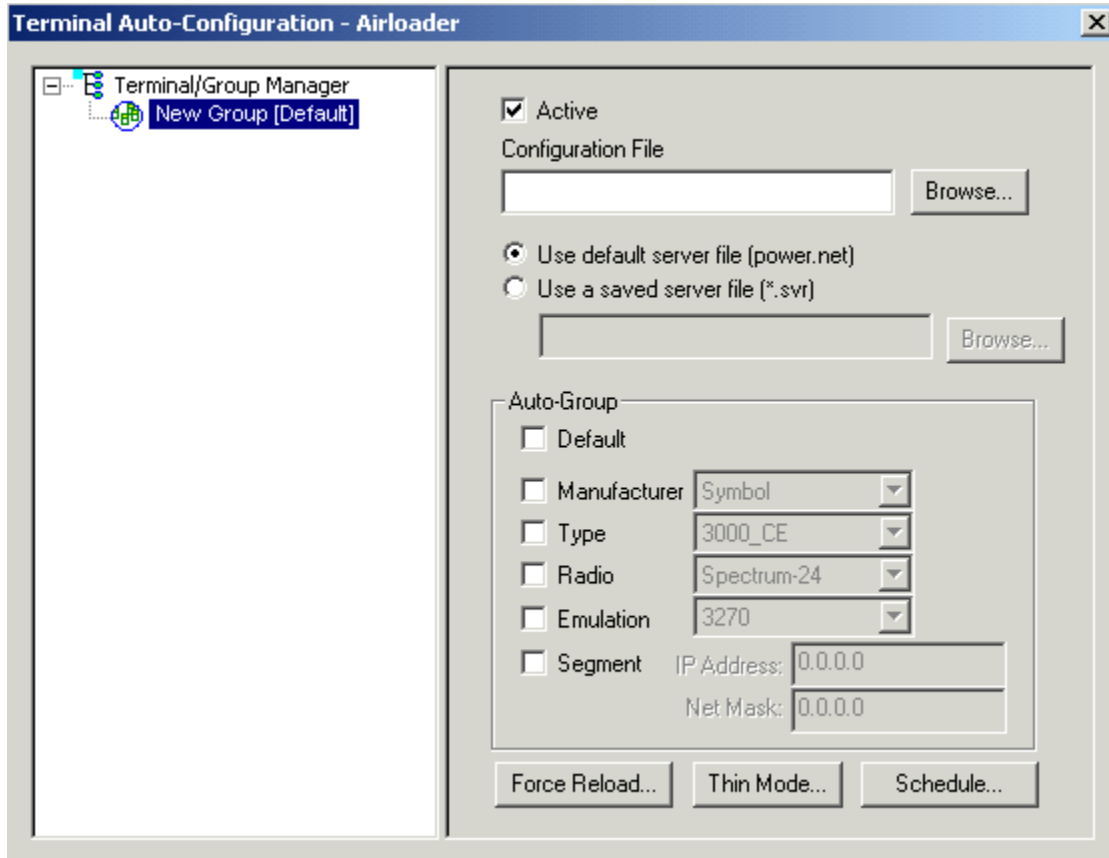 Terminal Auto-Configuration - Airloader
Terminal/Group Manager
New Group [Default]
Active
Configuration File
Browse...
Use default server file (power.net)
Use a saved server file (*.svr)
Browse...
Auto-Group
Default
Manufacturer Symbol
Type 3000_CE
Radio Spectrum-24
Emulation 3270
Segment IP Address: 0.0.0.0
Net Mask: 0.0.0.0
Force Reload... Thin Mode... Schedule...